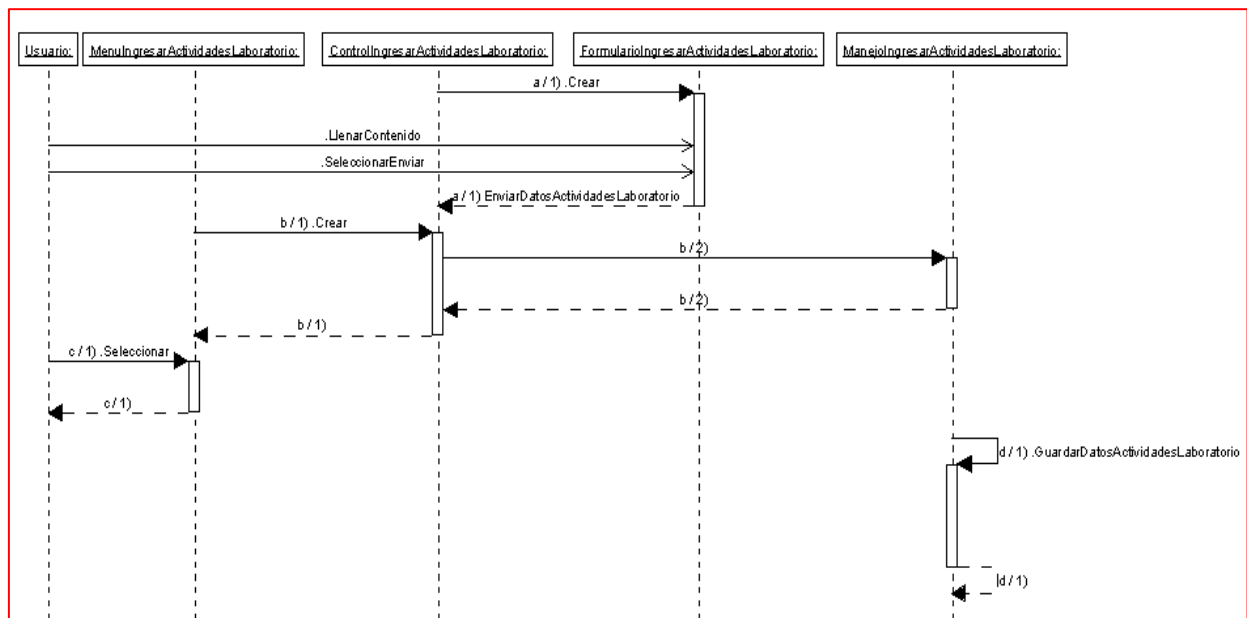 Usuario:
MenuIngresarActividadesLaboratorio:
ControlIngresarActividadesLaboratorio:
FormularioIngresarActividadesLaboratorio:
ManejoIngresarActividadesLaboratorio:
a / 1) .Crear
.LlenarContenido
.SeleccionarEnviar
a / 1) EnviarDatosActividadesLaboratorio
b / 1) .Crear
b / 2)
b / 2)
b / 1)
c / 1) .Seleccionar
c / 1)
d / 1) .GuardarDatosActividadesLaboratorio
d / 1)